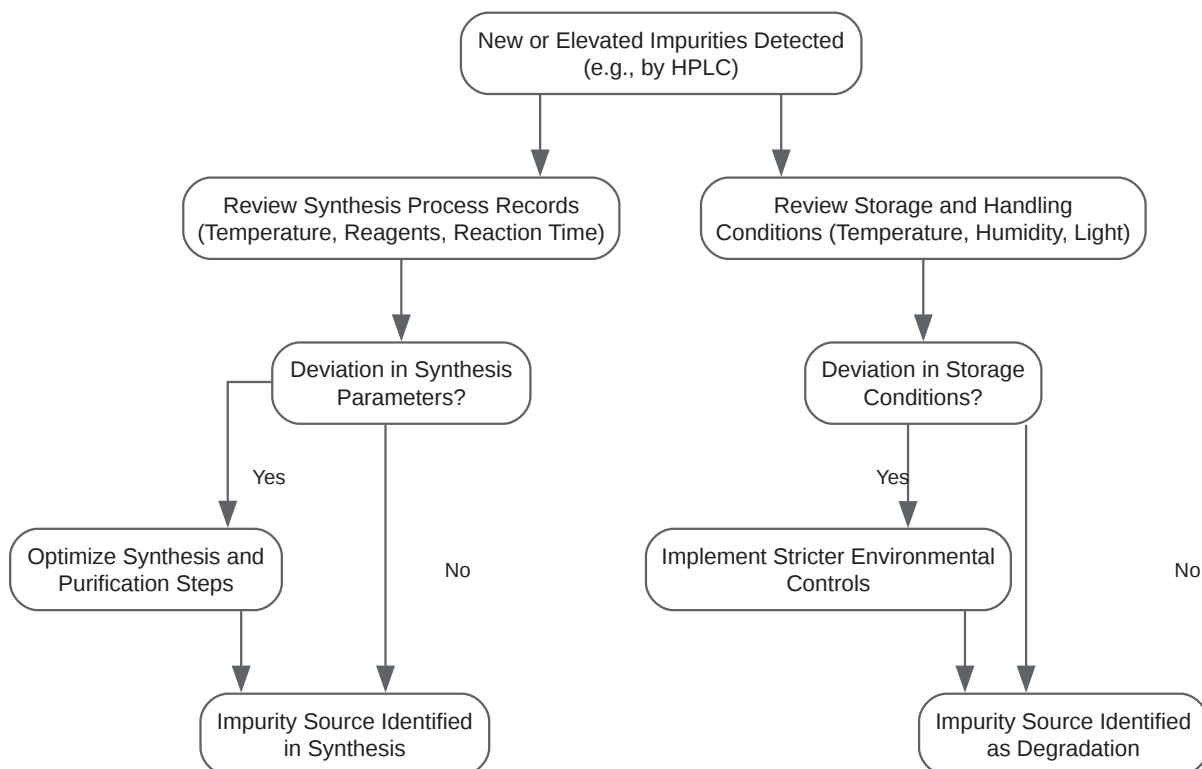 New or Elevated Impurities Detected
(e.g., by HPLC)
Review Synthesis Process Records
(Temperature, Reagents, Reaction Time)
Review Storage and Handling
Conditions (Temperature, Humidity, Light)
Deviation in Synthesis
Parameters?
Deviation in Storage
Conditions?
Yes
Yes
Optimize Synthesis and
Purification Steps
No
Implement Stricter Environmental
Controls
No
Impurity Source Identified
in Synthesis
Impurity Source Identified
as Degradation